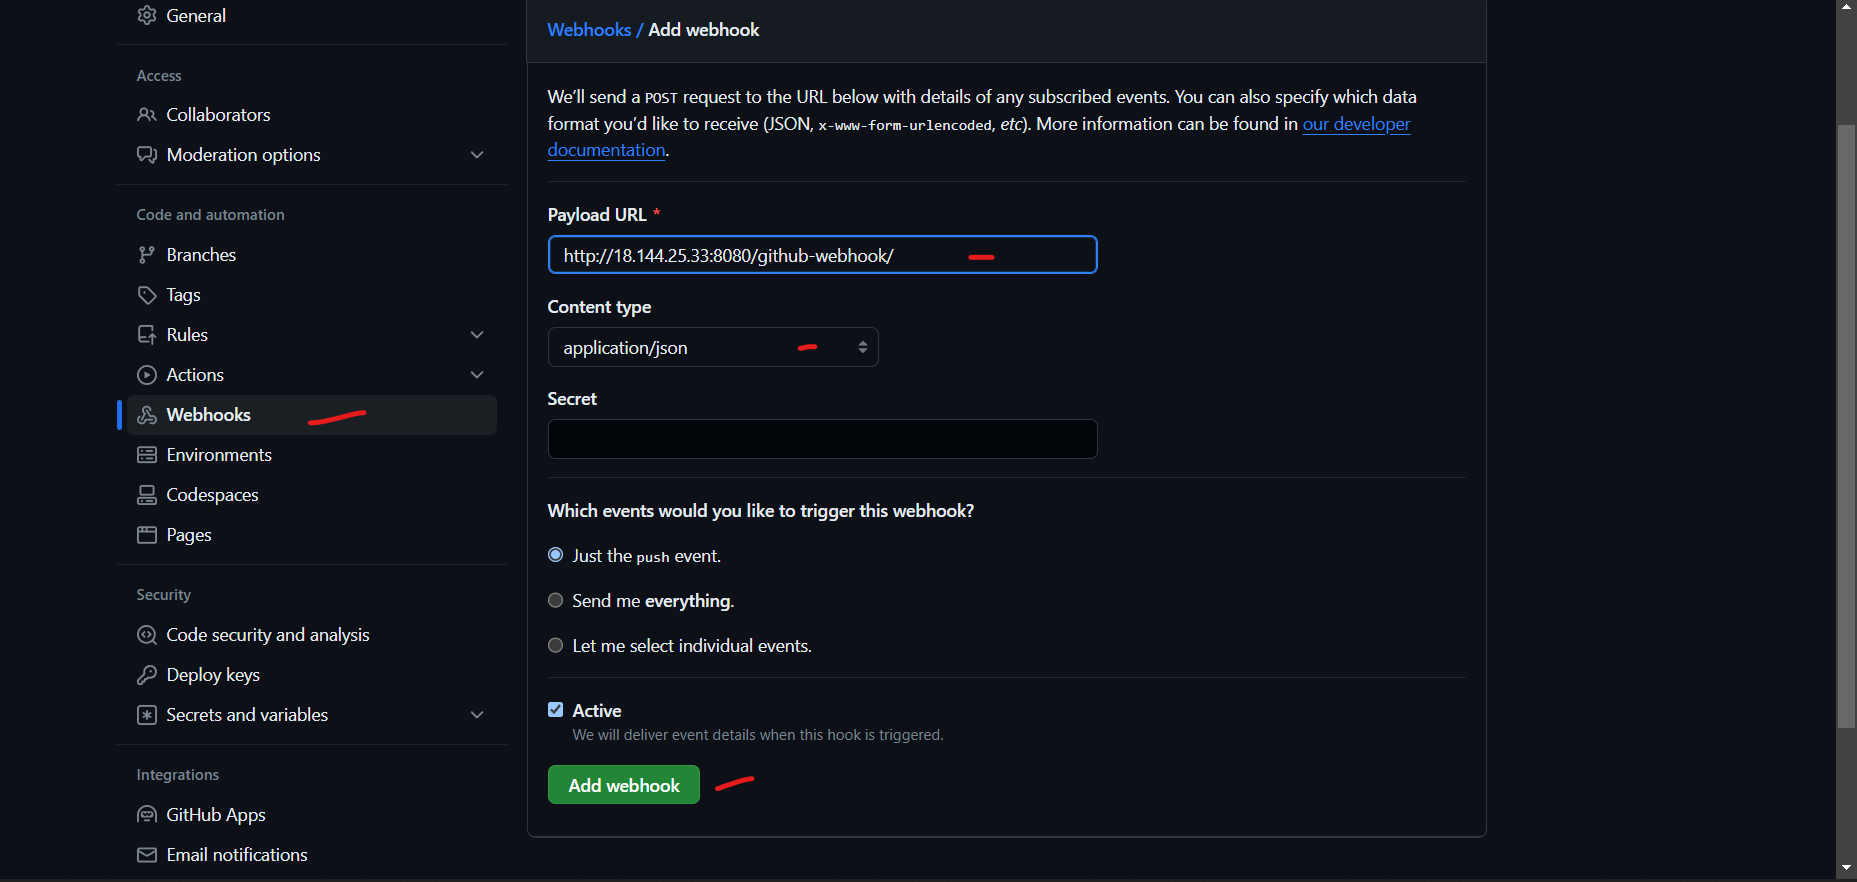 General
Access
Collaborators
Moderation options
Code and automation
Branches
Tags
Rules
Actions
Webhooks
Environments
Codespaces
Pages
Security
Code security and analysis
Deploy keys
Secrets and variables
Integrations
GitHub Apps
Email notifications
Webhooks / Add webhook
We’ll send a POST request to the URL below with details of any subscribed events. You can also specify which data
format you’d like to receive (JSON, x-www-form-urlencoded, etc). More information can be found in our developer
documentation.
Payload URL *
http://18.144.25.33:8080/github-webhook/
Content type
application/json
Secret
Which events would you like to trigger this webhook?
Just the push event.
Send me everything.
Let me select individual events.
Active
We will deliver event details when this hook is triggered.
Add webhook